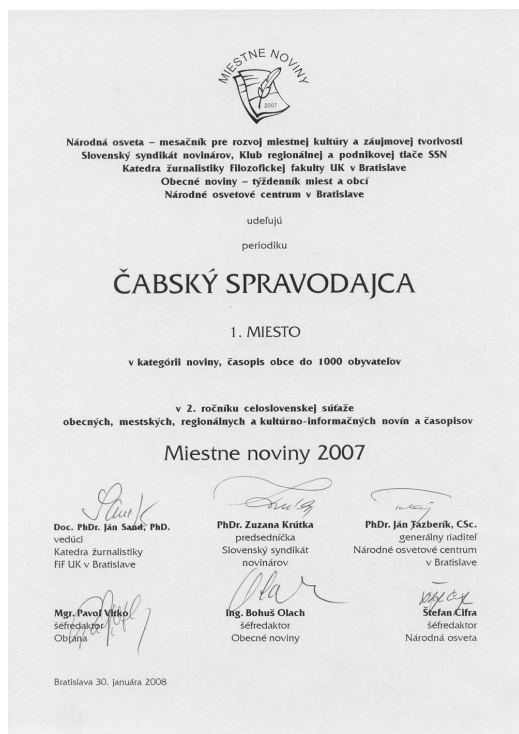 MIESTNE NOVINY
2007
Národná osveta – mesačník pre rozvoj miestnej kultúry a záujmovej tvorivosti
Slovenský syndikát novinárov, Klub regionálnej a podnikovej tlače SSN
Katedra žurnalistiky Filozofickej fakulty UK v Bratislave
Obecné noviny – týždenník miest a obcí
Národné osvetové centrum v Bratislave
udeľujú
periodiku
ČABSKÝ SPRAVODAJCA
1. MIESTO
v kategórii noviny, časopis obce do 1000 obyvateľov
v 2. ročníku celoslovenskej súťaže
obecných, mestských, regionálnych a kultúrno-informačných novín a časopisov
Miestne noviny 2007
Doc. PhDr. Ján Sand, PhD.
vedúci
Katedra žurnalistiky
FiF UK v Bratislave
PhDr. Zuzana Krútka
predsedníčka
Slovenský syndikát
novinárov
PhDr. Ján Jazberík, CSc.
generálny riaditeľ
Národné osvetové centrum
v Bratislave
Mgr. Pavol Vitko
šéfredaktor
Obrana
Ing. Bohuš Olach
šéfredaktor
Obecné noviny
Štefan Cifra
šéfredaktor
Národná osveta
Bratislava 30. januára 2008